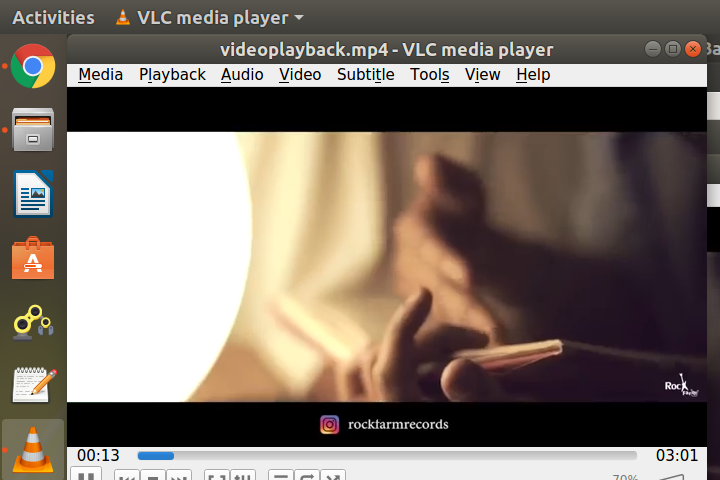 Activities VLC media player
videoplayback.mp4 - VLC media player
Media Playback Audio Video Subtitle Tools View Help
Rock
rockfarmrecords
00:13 03:01
70%